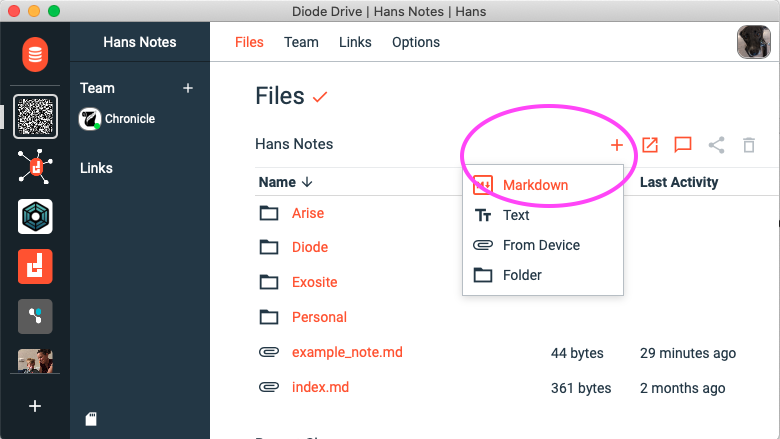 Diode Drive | Hans Notes | Hans
Hans Notes
Files Team Links Options
Team +
Chronicle
Links
Files
Hans Notes
Name Last Activity
Markdown
Text
From Device
Folder
Arise
Diode
Exosite
Personal
example_note.md 44 bytes 29 minutes ago
index.md 361 bytes 2 months ago